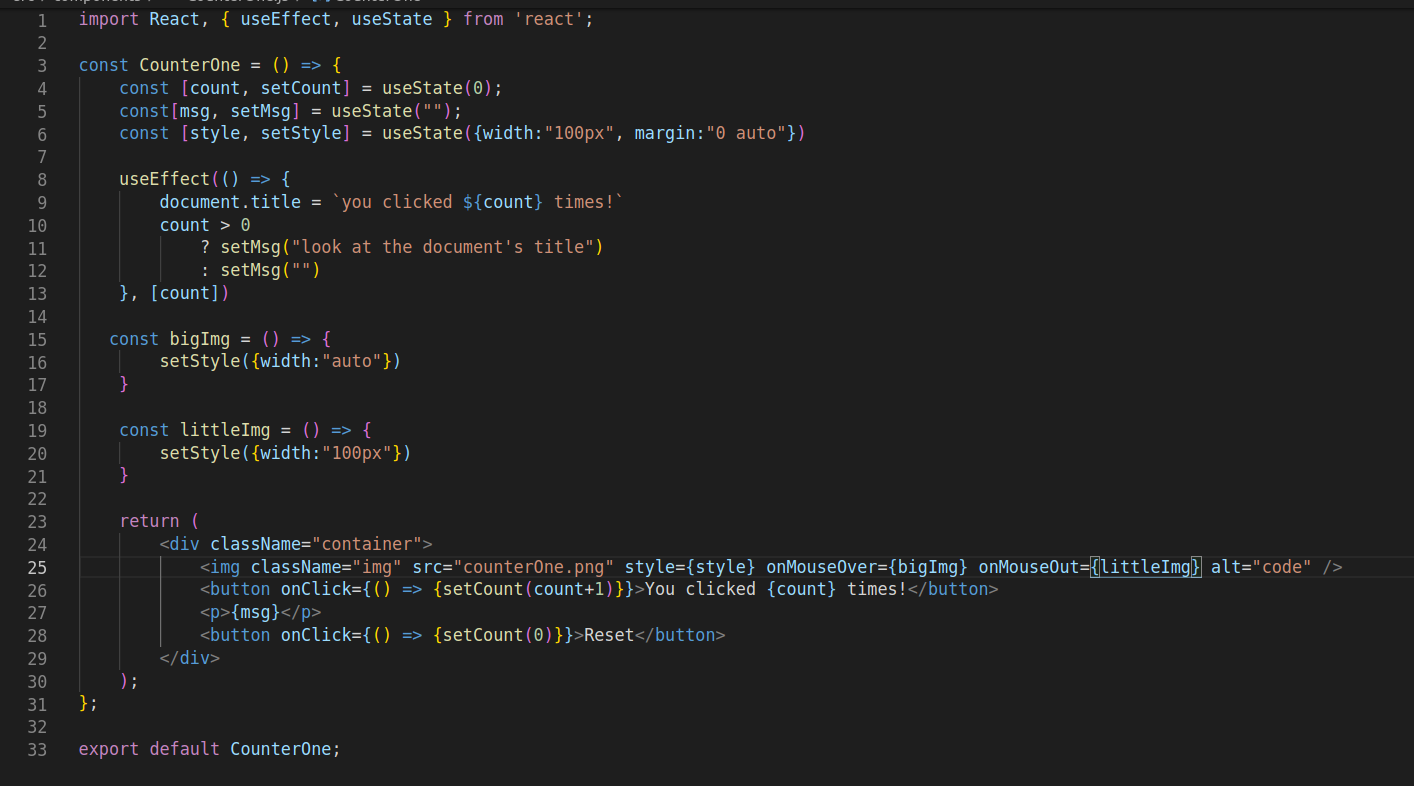 1 import React, { useEffect, useState } from 'react';
2
3 const CounterOne = () => {
4     const [count, setCount] = useState(0);
5     const[msg, setMsg] = useState("");
6     const [style, setStyle] = useState({width:"100px", margin:"0 auto"})
7
8     useEffect(() => {
9         document.title = `you clicked ${count} times!`
10         count > 0
11             ? setMsg("look at the document's title")
12             : setMsg("")
13     }, [count])
14
15    const bigImg = () => {
16         setStyle({width:"auto"})
17     }
18
19     const littleImg = () => {
20         setStyle({width:"100px"})
21     }
22
23     return (
24         <div className="container">
25             <img className="img" src="counterOne.png" style={style} onMouseOver={bigImg} onMouseOut={littleImg} alt="code" />
26             <button onClick={() => {setCount(count+1)}}>You clicked {count} times!</button>
27             <p>{msg}</p>
28             <button onClick={() => {setCount(0)}}>Reset</button>
29         </div>
30     );
31 };
32
33 export default CounterOne;